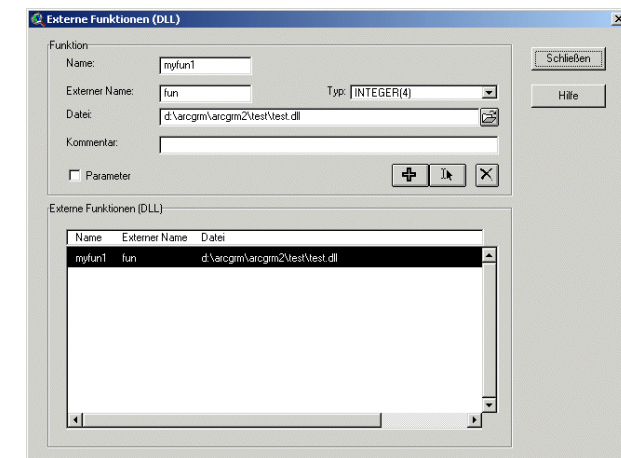 Externe Funktionen (DLL)
Funktion
Name: myfun1
Schließen
Externer Name: fun Typ: INTEGER(4)
Hilfe
Datei: d:\arcgrm\arcgrm2\test\test.dll
Kommentar:
Parameter
Externe Funktionen (DLL)
Name Externer Name Datei
myfun1 fun d:\arcgrm\arcgrm2\test\test.dll